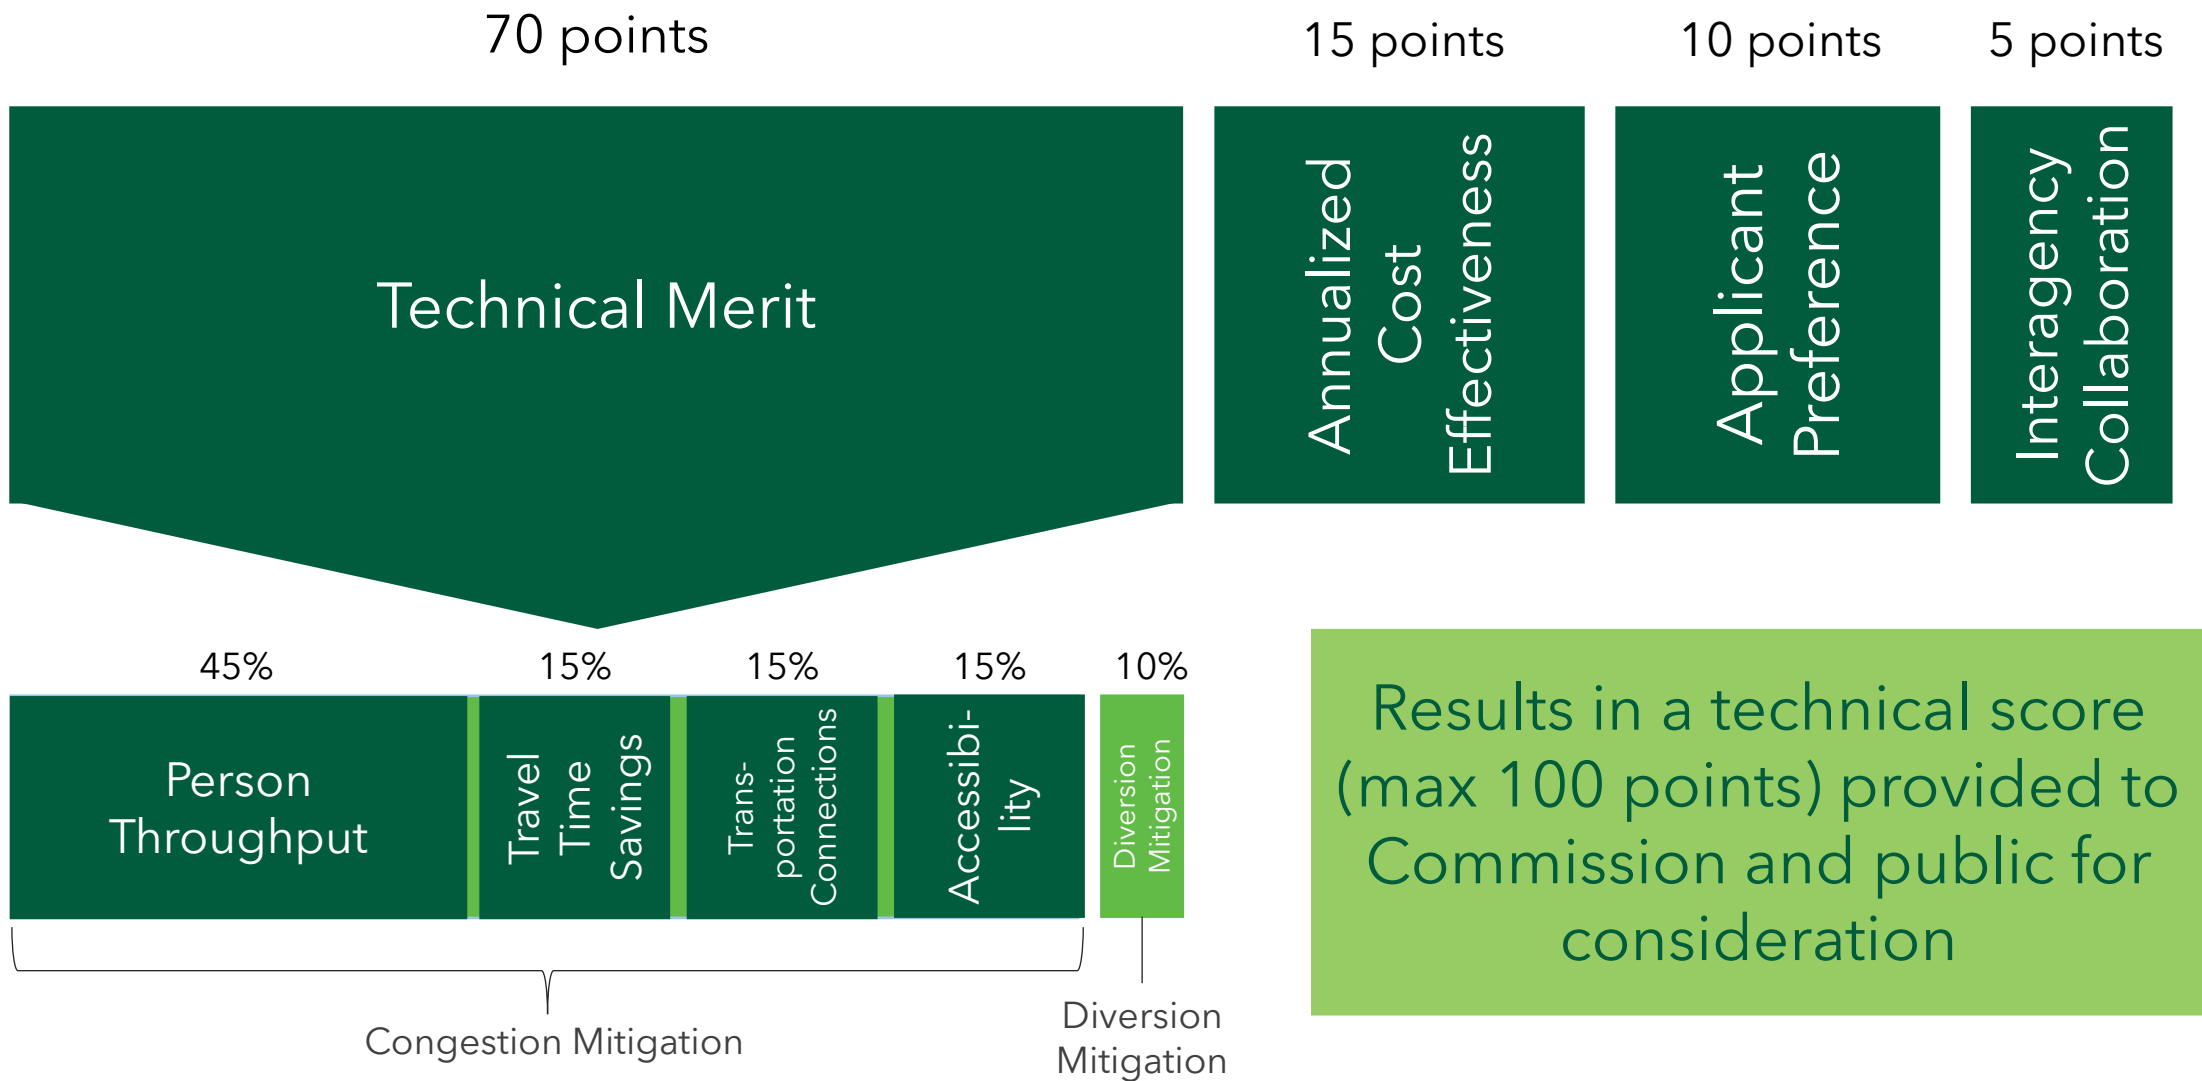 70 points
15 points
10 points
5 points
Technical Merit
Annualized
Cost
Effectiveness
Applicant
Preference
Interagency
Collaboration
45%
15%
15%
15%
10%
Person
Throughput
Travel
Time
Savings
Trans-
portation
Connections
Accessibi-
lity
Diversion
Mitigation
Congestion Mitigation
Diversion
Mitigation
Results in a technical score
(max 100 points) provided to
Commission and public for
consideration